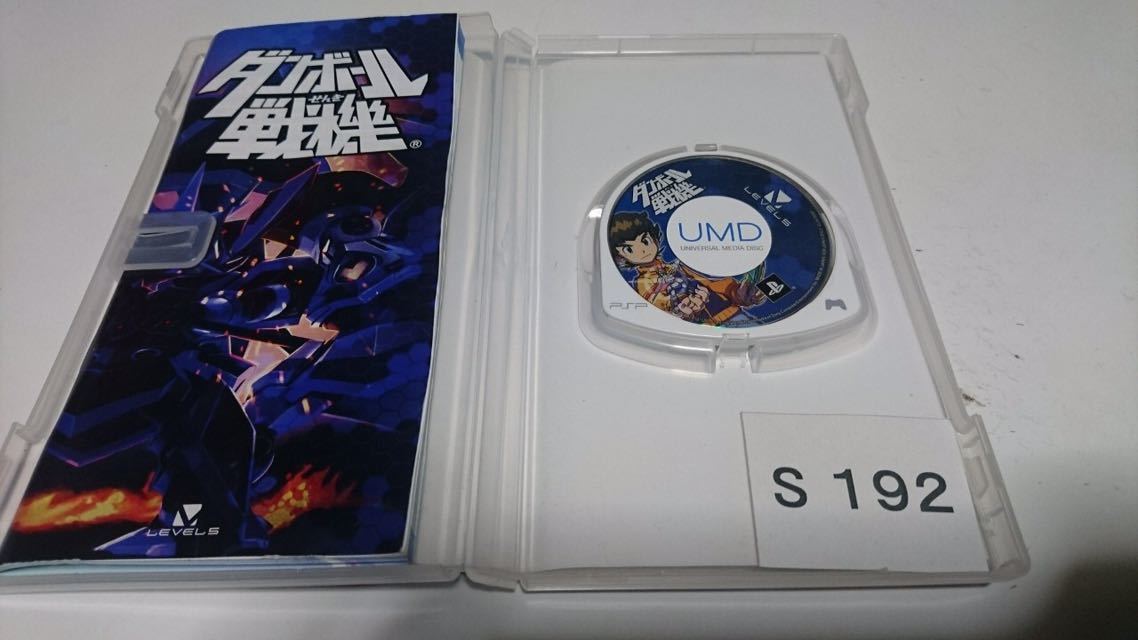 ダンボール
せんき
戦機®
LEVEL5
ダンボール
戦機
LEVEL5
UMD
UNIVERSAL MEDIA DISC
PSP
S 192